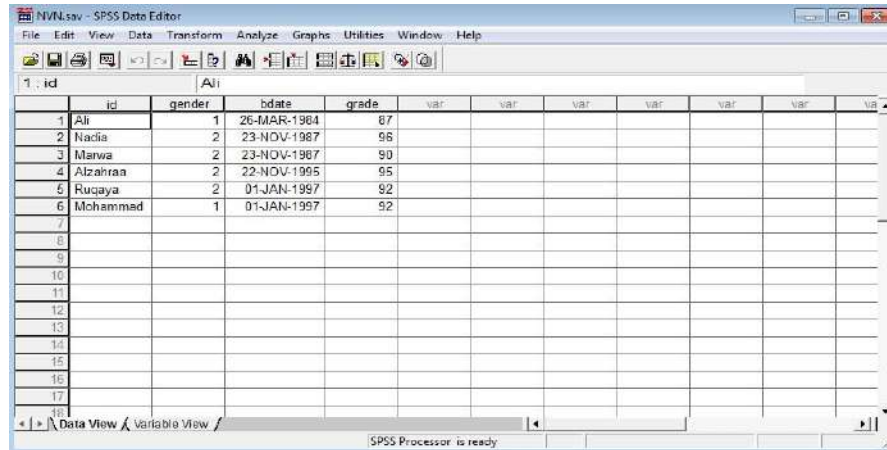 NVN.sav - SPSS Data Editor
File Edit View Data Transform Analyze Graphs Utilities Window Help
1 : id Ali
id gender bdate grade var var var var var var va
1 Ali 1 26-MAR-1984 87
2 Nadia 2 23-NOV-1987 96
3 Marwa 2 23-NOV-1987 90
4 Alzahraa 2 22-NOV-1995 95
5 Ruqaya 2 01-JAN-1997 92
6 Mohammad 1 01-JAN-1997 92
7
8
9
10
11
12
13
14
15
16
17
18
Data View Variable View
SPSS Processor is ready